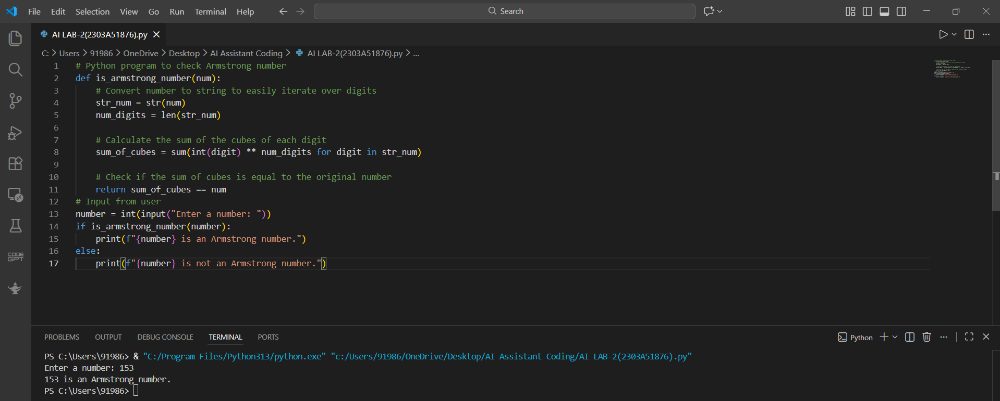 File Edit Selection View Go Run Terminal Help Search
AI LAB-2(2303A51876).py
C: > Users > 91986 > OneDrive > Desktop > AI Assistant Coding > AI LAB-2(2303A51876).py > ...
1 # Python program to check Armstrong number
2 def is_armstrong_number(num):
3     # Convert number to string to easily iterate over digits
4     str_num = str(num)
5     num_digits = len(str_num)
6
7     # Calculate the sum of the cubes of each digit
8     sum_of_cubes = sum(int(digit) ** num_digits for digit in str_num)
9
10     # Check if the sum of cubes is equal to the original number
11     return sum_of_cubes == num
12 # Input from user
13 number = int(input("Enter a number: "))
14 if is_armstrong_number(number):
15     print(f"{number} is an Armstrong number.")
16 else:
17     print(f"{number} is not an Armstrong number.")
CODE
GPT
PROBLEMS OUTPUT DEBUG CONSOLE TERMINAL PORTS Python
PS C:\Users\91986> & "C:/Program Files/Python313/python.exe" "c:/Users/91986/OneDrive/Desktop/AI Assistant Coding/AI LAB-2(2303A51876).py"
Enter a number: 153
153 is an Armstrong number.
PS C:\Users\91986>